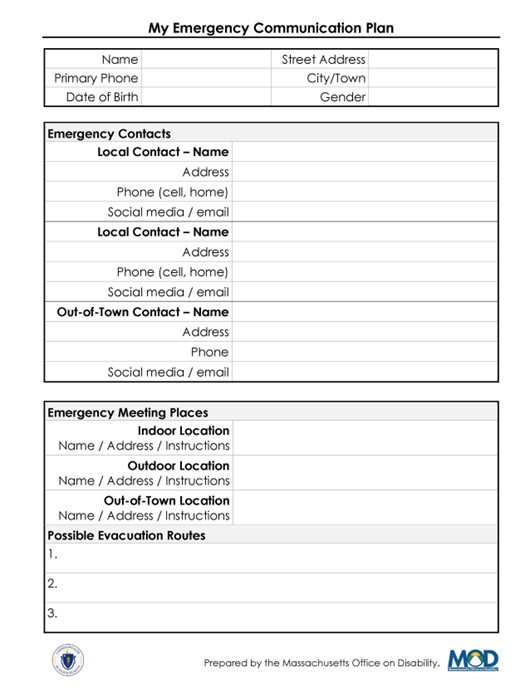 My Emergency Communication Plan
Name
Street Address
Primary Phone
City/Town
Date of Birth
Gender
Emergency Contacts
Local Contact – Name
Address
Phone (cell, home)
Social media / email
Local Contact – Name
Address
Phone (cell, home)
Social media / email
Out-of-Town Contact – Name
Address
Phone
Social media / email
Emergency Meeting Places
Indoor Location
Name / Address / Instructions
Outdoor Location
Name / Address / Instructions
Out-of-Town Location
Name / Address / Instructions
Possible Evacuation Routes
1.
2.
3.
Prepared by the Massachusetts Office on Disability.
MOD